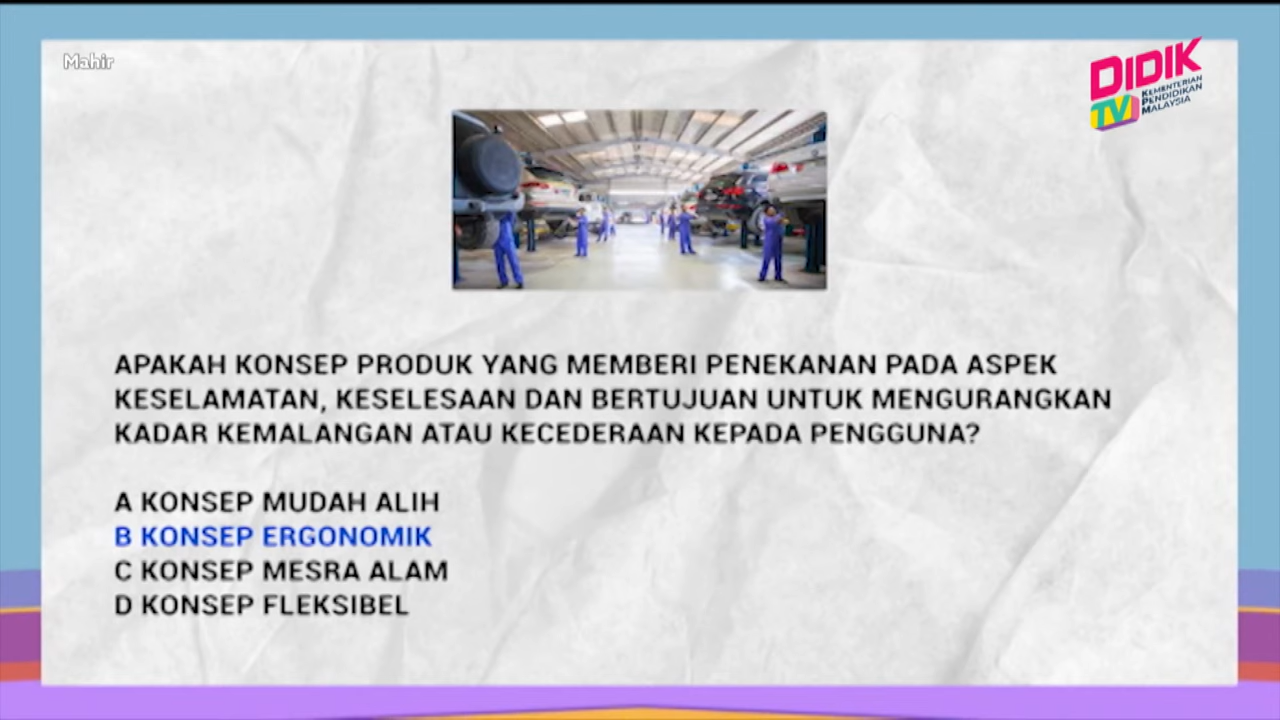 Mahir
DIDIK
TV
KEMENTERIAN
PENDIDIKAN
MALAYSIA
APAKAH KONSEP PRODUK YANG MEMBERI PENEKANAN PADA ASPEK
KESELAMATAN, KESELESAAN DAN BERTUJUAN UNTUK MENGURANGKAN
KADAR KEMALANGAN ATAU KECEDERAAN KEPADA PENGGUNA?
A KONSEP MUDAH ALIH
B KONSEP ERGONOMIK
C KONSEP MESRA ALAM
D KONSEP FLEKSIBEL